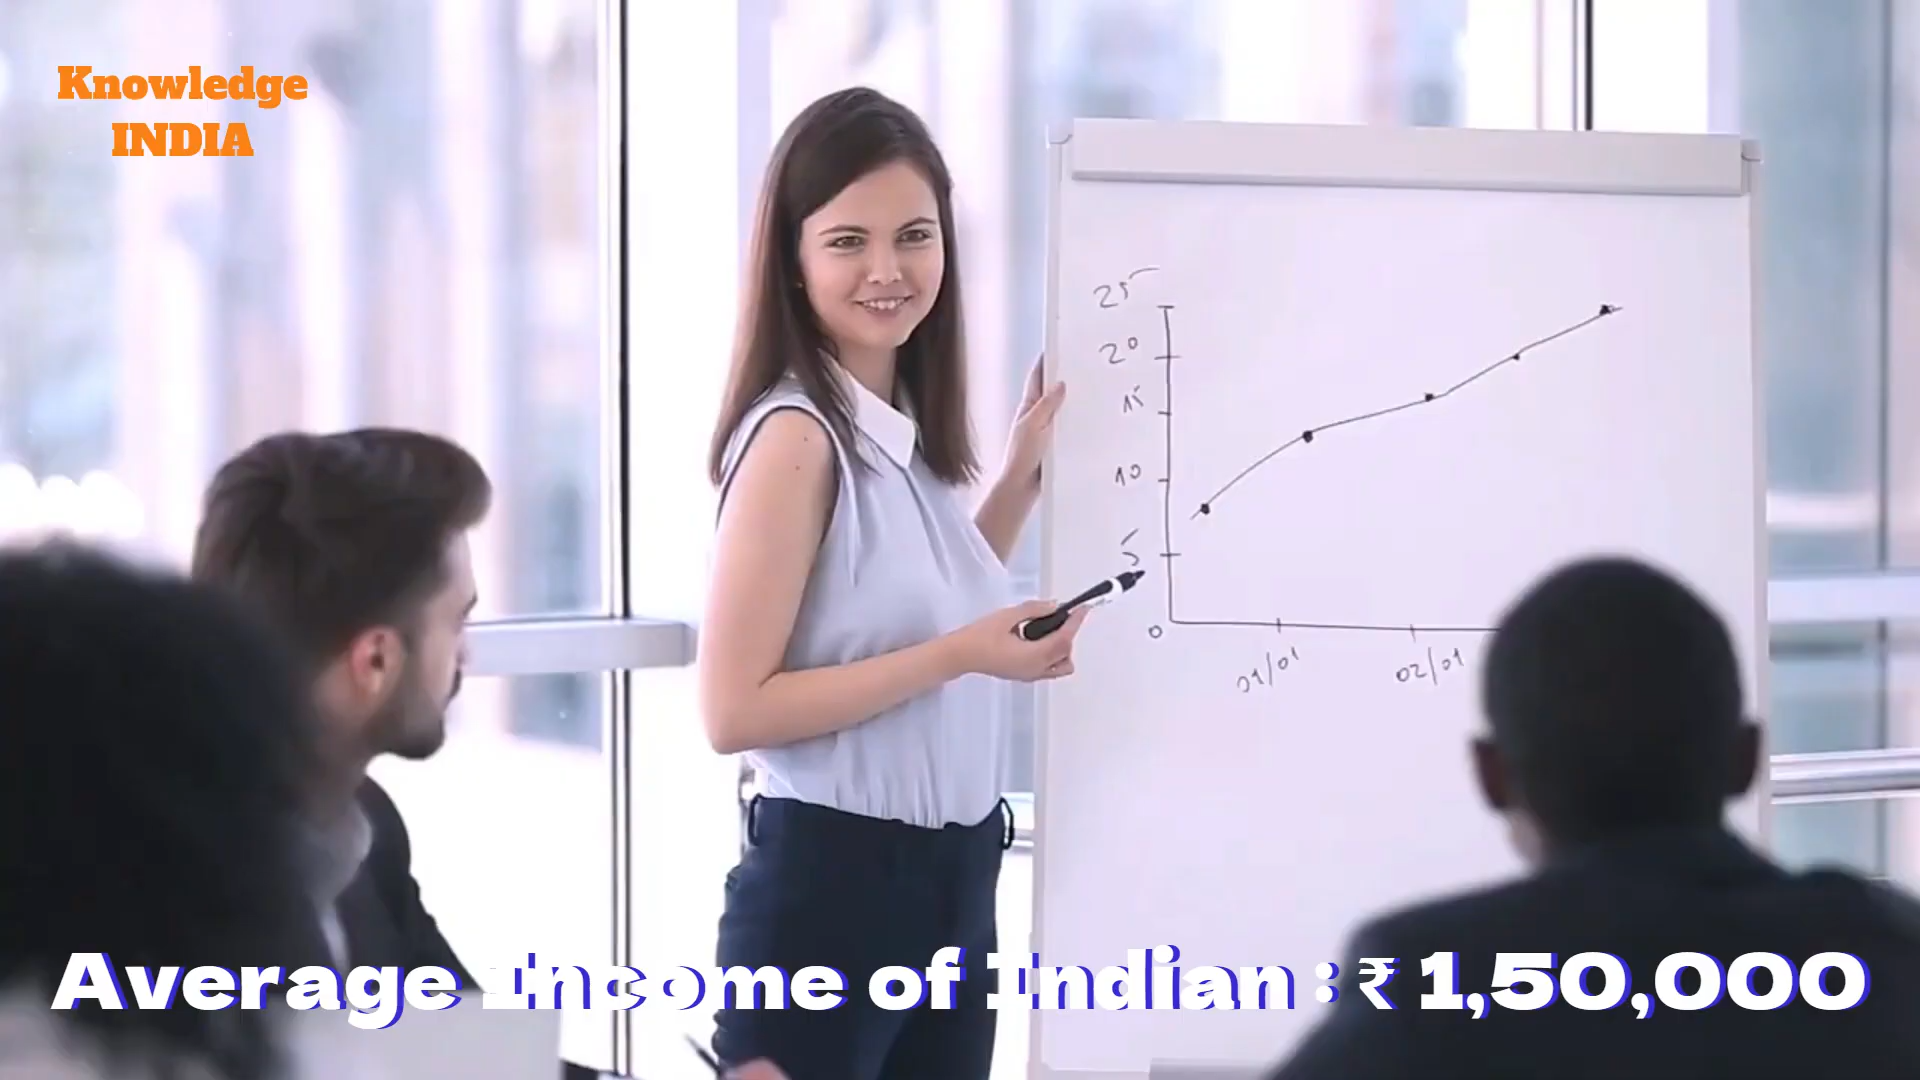 Knowledge
INDIA
25
20
15
10
5
0
01/01
02/01
Average Income of Indian : ₹ 1,50,000